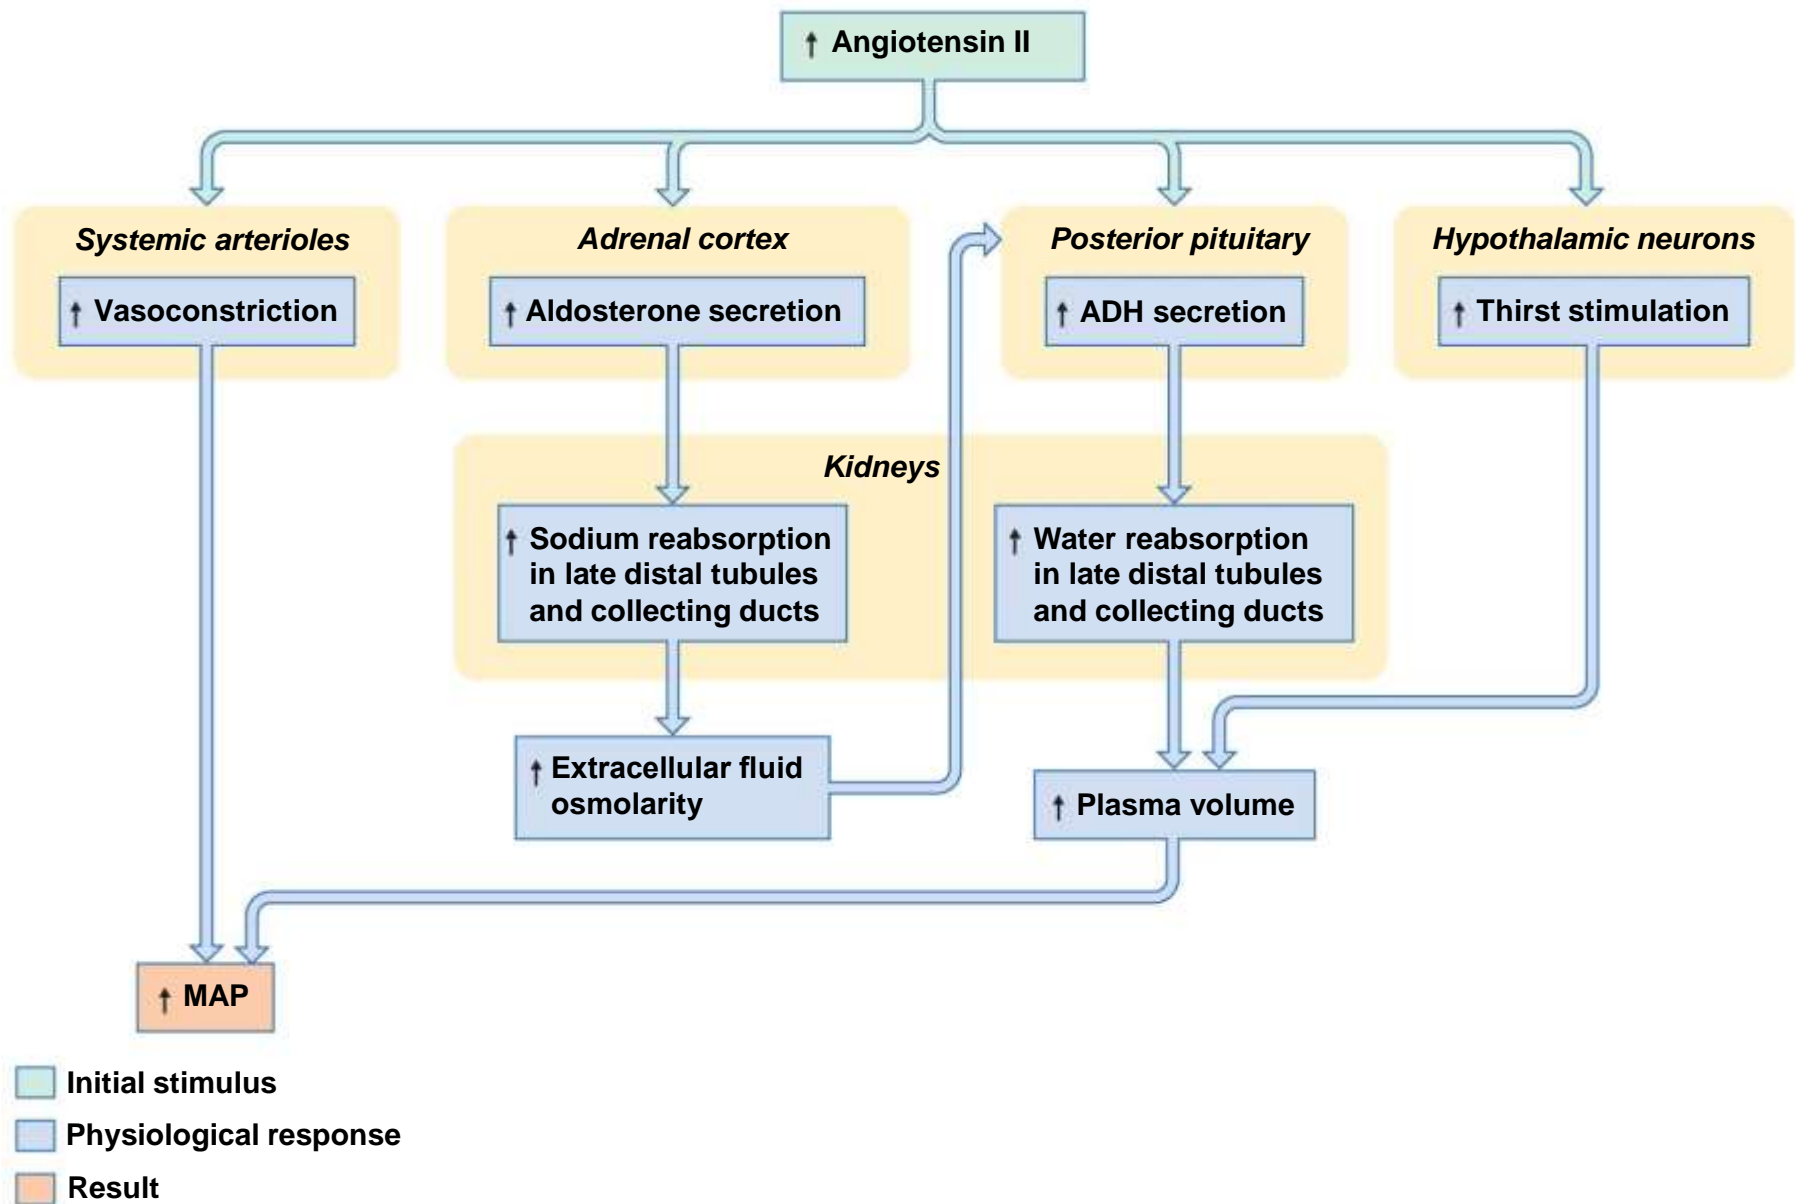 ↑ Angiotensin II
Systemic arterioles
↑ Vasoconstriction
Adrenal cortex
↑ Aldosterone secretion
Posterior pituitary
↑ ADH secretion
Hypothalamic neurons
↑ Thirst stimulation
Kidneys
↑ Sodium reabsorption
in late distal tubules
and collecting ducts
↑ Water reabsorption
in late distal tubules
and collecting ducts
↑ Extracellular fluid
osmolarity
↑ Plasma volume
↑ MAP
Initial stimulus
Physiological response
Result